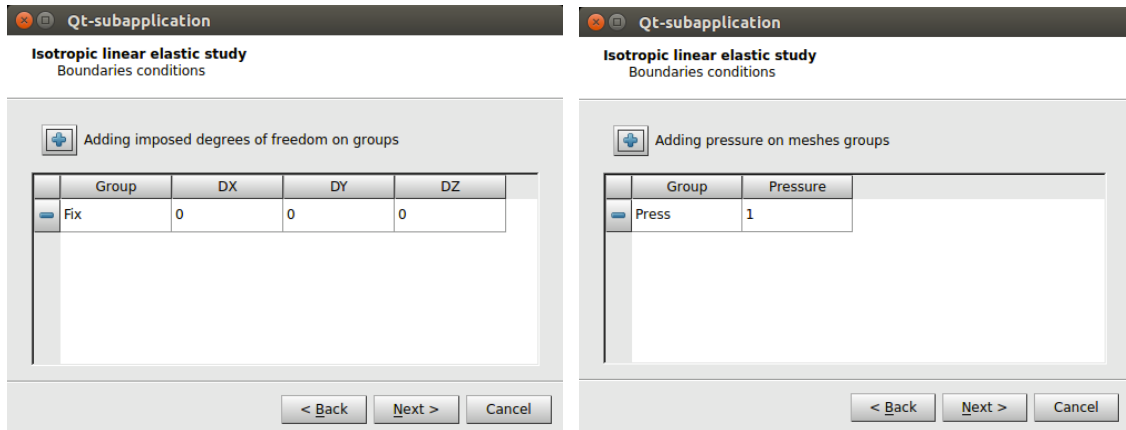 Qt-subapplication
Isotropic linear elastic study
Boundaries conditions
Adding imposed degrees of freedom on groups
Group DX DY DZ
Fix 0 0 0
< Back Next > Cancel
Qt-subapplication
Isotropic linear elastic study
Boundaries conditions
Adding pressure on meshes groups
Group Pressure
Press 1
< Back Next > Cancel